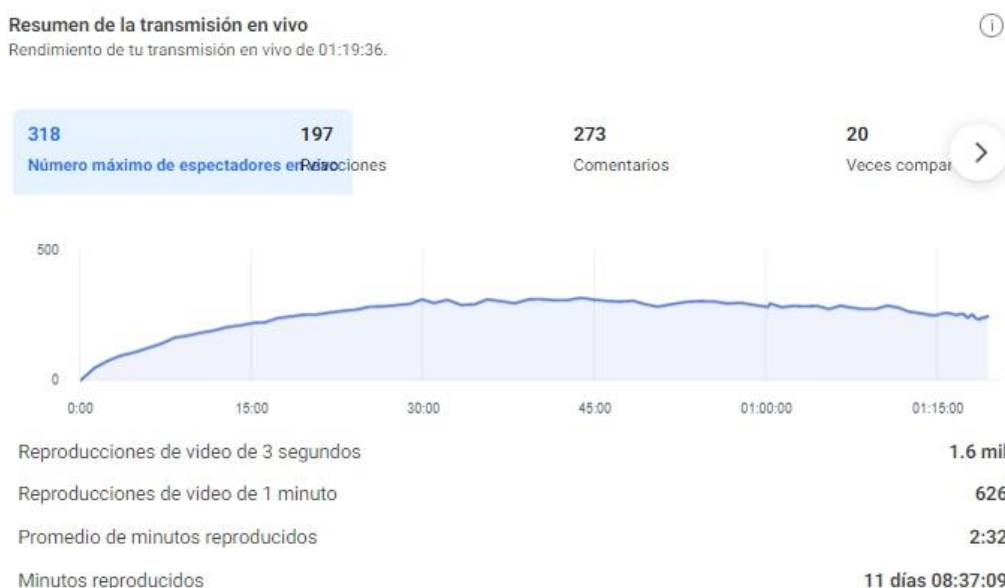 Resumen de la transmisión en vivo
Rendimiento de tu transmisión en vivo de 01:19:36.
318 197 273 20
Número máximo de espectadores en vivo Reacciones Comentarios Veces compar
500
0
0:00 15:00 30:00 45:00 01:00:00 01:15:00
Reproducciones de video de 3 segundos 1.6 mil
Reproducciones de video de 1 minuto 626
Promedio de minutos reproducidos 2:32
Minutos reproducidos 11 días 08:37:09